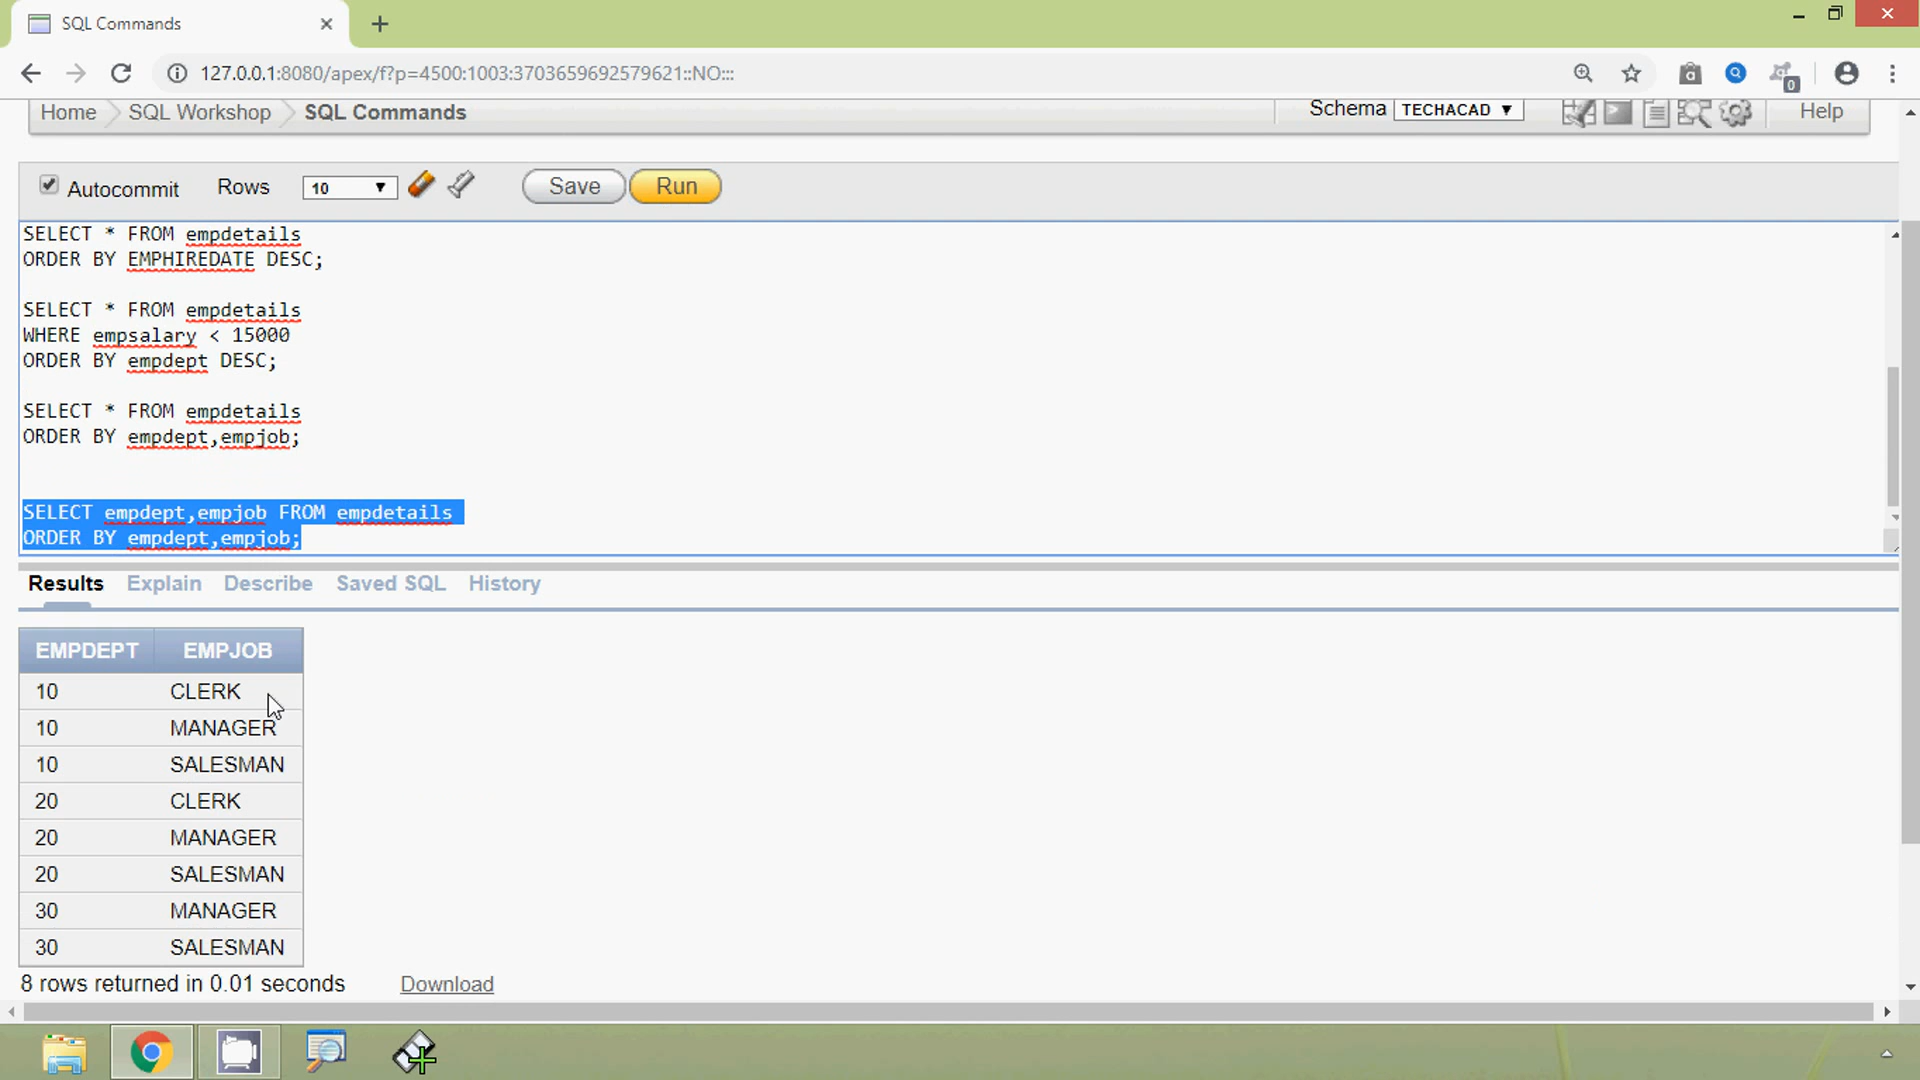 SQL Commands
127.0.0.1:8080/apex/f?p=4500:1003:3703659692579621::NO:::
0
Home SQL Workshop SQL Commands Schema TECHACAD Help
Autocommit Rows 10 Save Run
SELECT * FROM empdetails
ORDER BY EMPHIREDATE DESC;
SELECT * FROM empdetails
WHERE empsalary < 15000
ORDER BY empdept DESC;
SELECT * FROM empdetails
ORDER BY empdept,empjob;
SELECT empdept,empjob FROM empdetails
ORDER BY empdept,empjob;
Results Explain Describe Saved SQL History
EMPDEPT EMPJOB
10 CLERK
10 MANAGER
10 SALESMAN
20 CLERK
20 MANAGER
20 SALESMAN
30 MANAGER
30 SALESMAN
8 rows returned in 0.01 seconds Download